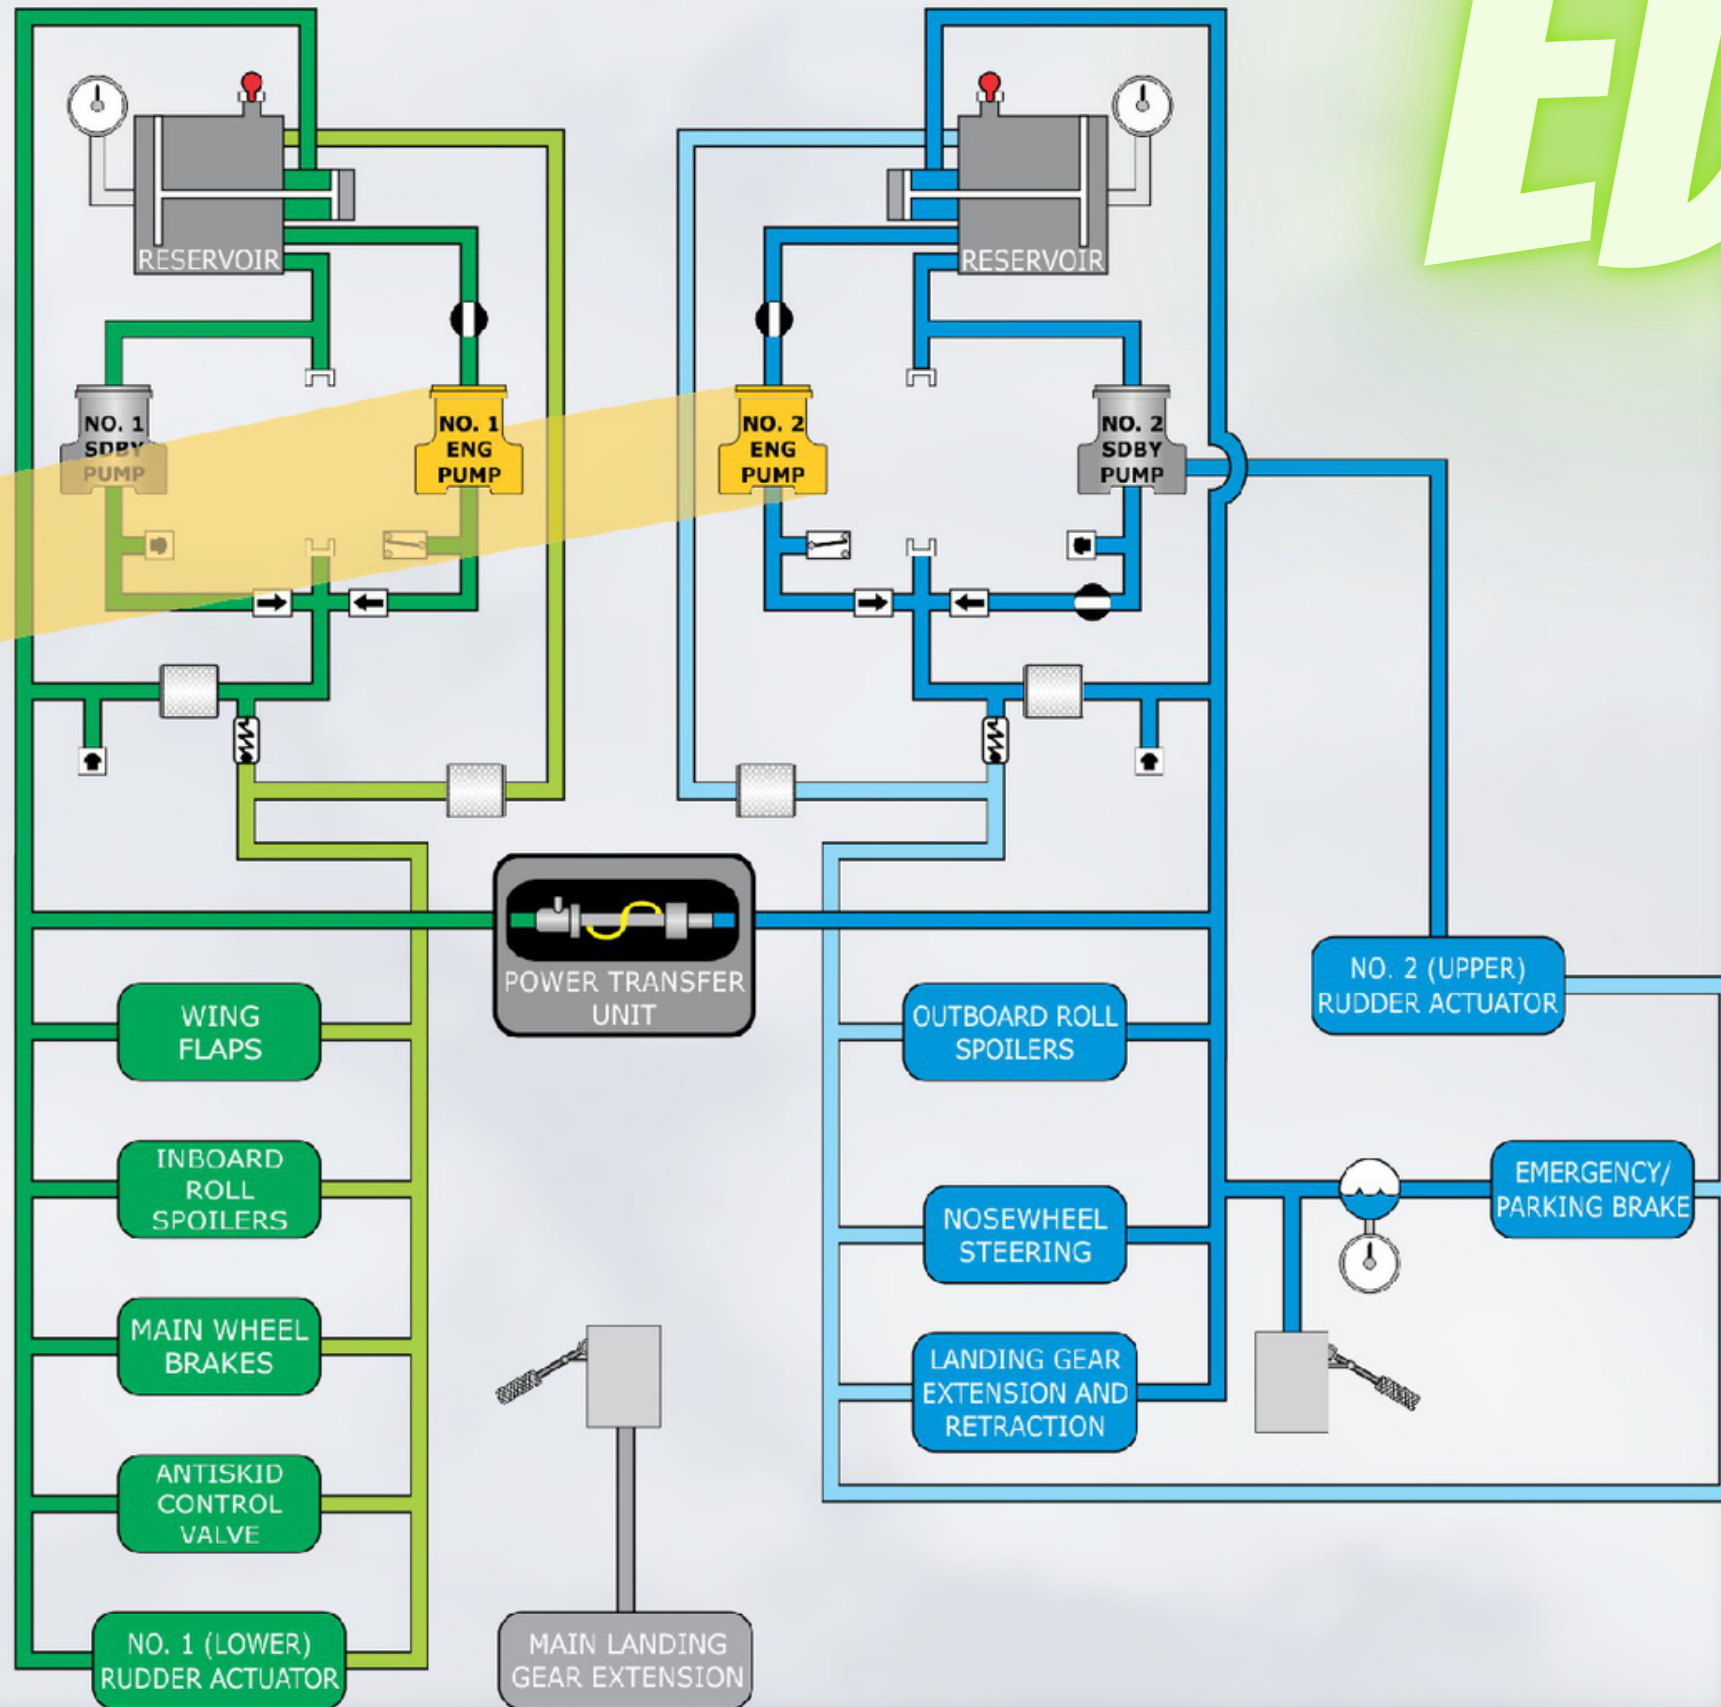 ED
RESERVOIR
RESERVOIR
NO. 1
SDBY
PUMP
NO. 1
ENG
PUMP
NO. 2
ENG
PUMP
NO. 2
SDBY
PUMP
POWER TRANSFER
UNIT
WING
FLAPS
INBOARD
ROLL
SPOILERS
MAIN WHEEL
BRAKES
ANTISKID
CONTROL
VALVE
NO. 1 (LOWER)
RUDDER ACTUATOR
MAIN LANDING
GEAR EXTENSION
OUTBOARD ROLL
SPOILERS
NOSEWHEEL
STEERING
LANDING GEAR
EXTENSION AND
RETRACTION
NO. 2 (UPPER)
RUDDER ACTUATOR
EMERGENCY/
PARKING BRAKE